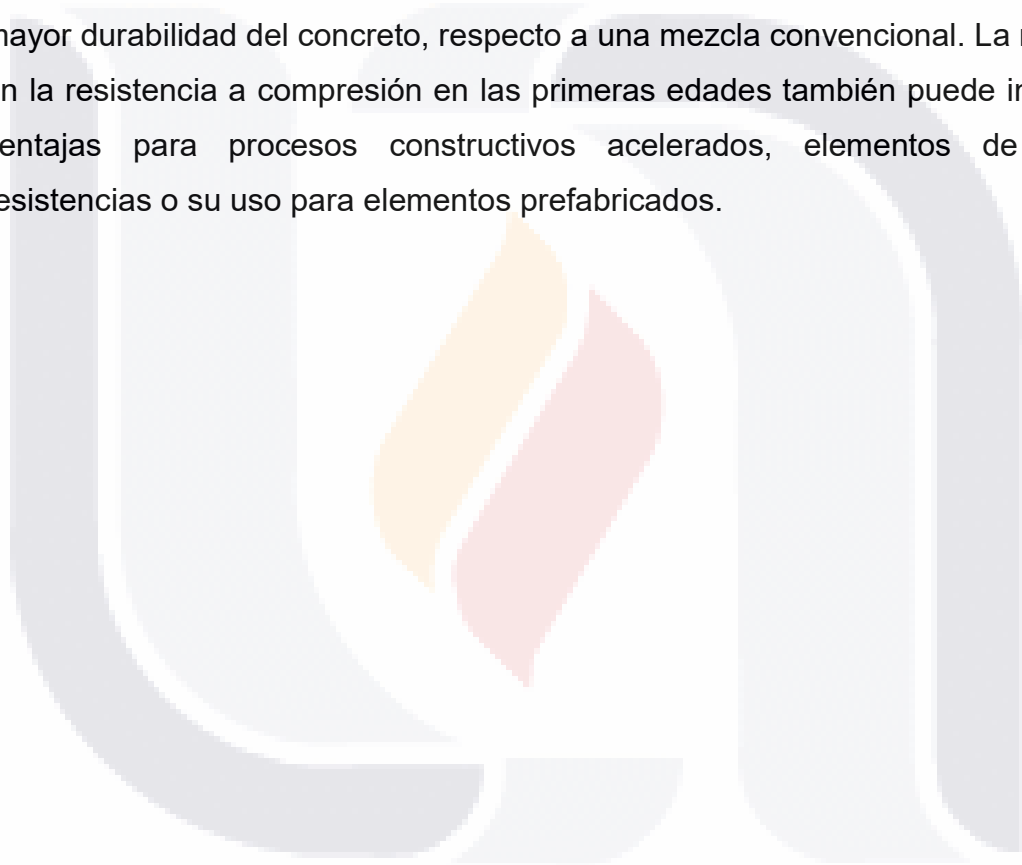 mayor durabilidad del concreto, respecto a una mezcla convencional. La
n la resistencia a compresión en las primeras edades también puede
entajas para procesos constructivos acelerados, elementos de
esistencias o su uso para elementos prefabricados.